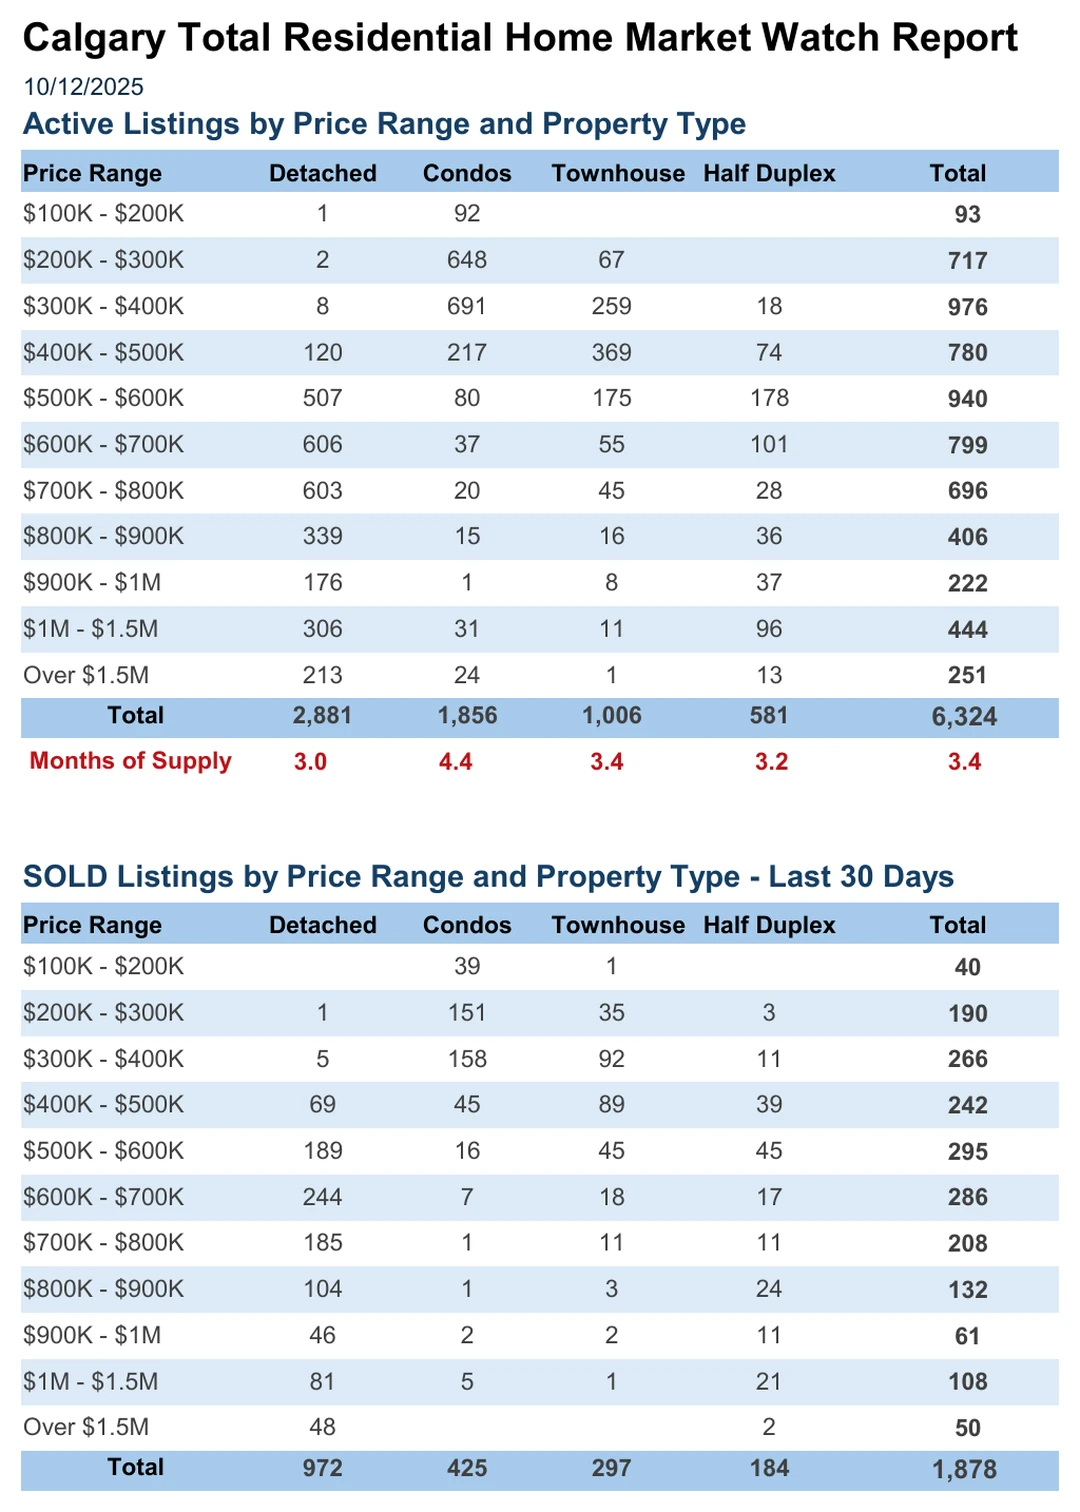 Calgary Total Residential Home Market Watch Report
10/12/2025
Active Listings by Price Range and Property Type
Price Range Detached Condos Townhouse Half Duplex Total
$100K - $200K 1 92 93
$200K - $300K 2 648 67 717
$300K - $400K 8 691 259 18 976
$400K - $500K 120 217 369 74 780
$500K - $600K 507 80 175 178 940
$600K - $700K 606 37 55 101 799
$700K - $800K 603 20 45 28 696
$800K - $900K 339 15 16 36 406
$900K - $1M 176 1 8 37 222
$1M - $1.5M 306 31 11 96 444
Over $1.5M 213 24 1 13 251
Total 2,881 1,856 1,006 581 6,324
Months of Supply 3.0 4.4 3.4 3.2 3.4
SOLD Listings by Price Range and Property Type - Last 30 Days
Price Range Detached Condos Townhouse Half Duplex Total
$100K - $200K 39 1 40
$200K - $300K 1 151 35 3 190
$300K - $400K 5 158 92 11 266
$400K - $500K 69 45 89 39 242
$500K - $600K 189 16 45 45 295
$600K - $700K 244 7 18 17 286
$700K - $800K 185 1 11 11 208
$800K - $900K 104 1 3 24 132
$900K - $1M 46 2 2 11 61
$1M - $1.5M 81 5 1 21 108
Over $1.5M 48 2 50
Total 972 425 297 184 1,878